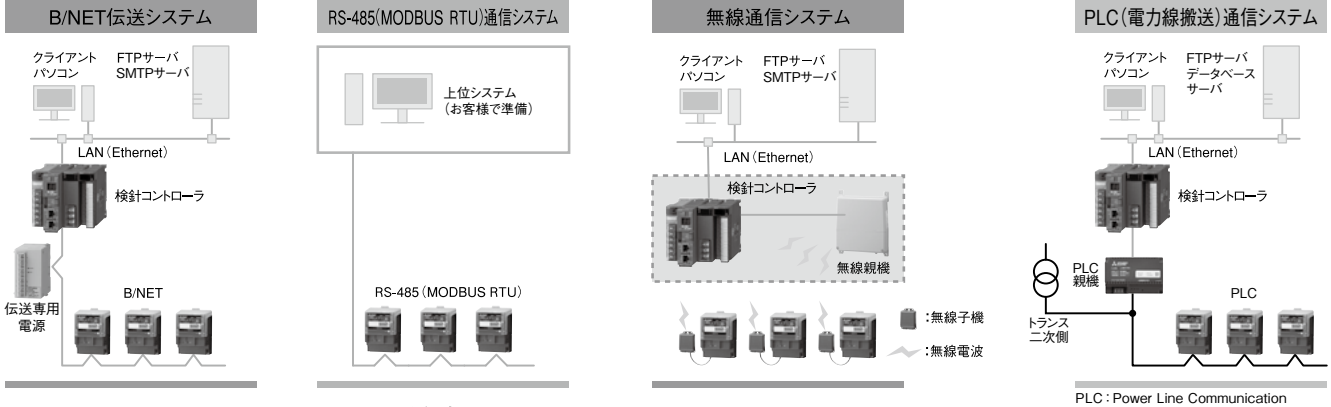 B/NET伝送システム
クライアント
パソコン
FTPサーバ
SMTPサーバ
LAN(Ethernet)
検針コントローラ
伝送専用
電源
B/NET
RS-485(MODBUS RTU)通信システム
上位システム
(お客様で準備)
RS-485(MODBUS RTU)
無線通信システム
クライアント
パソコン
FTPサーバ
SMTPサーバ
LAN(Ethernet)
検針コントローラ
無線親機
:無線子機
:無線電波
PLC(電力線搬送)通信システム
クライアント
パソコン
FTPサーバ
データベース
サーバ
LAN(Ethernet)
検針コントローラ
PLC
親機
トランス
二次側
PLC
PLC:Power Line Communication